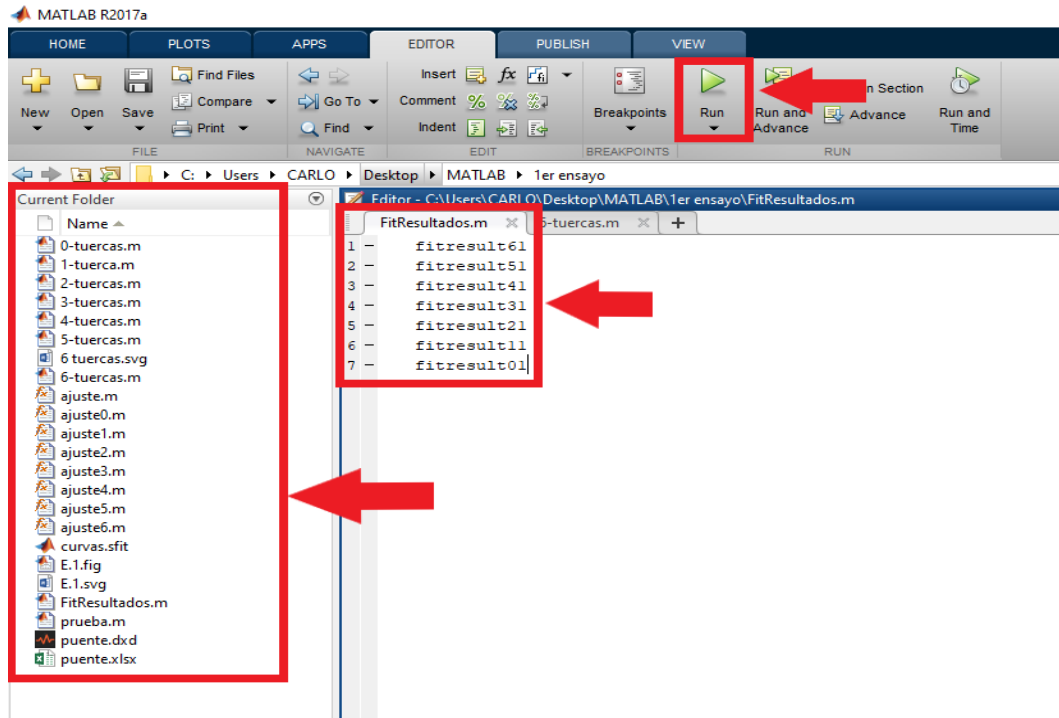 MATLAB R2017a
HOME PLOTS APPS EDITOR PUBLISH VIEW
New Open Save Find Files Compare Print
FILE
Go To Find
NAVIGATE
Insert fx
Comment
Indent
EDIT
Breakpoints
BREAKPOINTS
Run Run and Advance n Section Advance Run and Time
RUN
C: Users CARLO Desktop MATLAB 1er ensayo
Current Folder
Name
0-tuercas.m
1-tuerca.m
2-tuercas.m
3-tuercas.m
4-tuercas.m
5-tuercas.m
6 tuercas.svg
6-tuercas.m
ajuste.m
ajuste0.m
ajuste1.m
ajuste2.m
ajuste3.m
ajuste4.m
ajuste5.m
ajuste6.m
curvas.sfit
E.1.fig
E.1.svg
FitResultados.m
prueba.m
puente.dxd
puente.xlsx
Editor - C:\Users\CARLO\Desktop\MATLAB\1er ensayo\FitResultados.m
FitResultados.m 6-tuercas.m +
1 - fitresult61
2 - fitresult51
3 - fitresult41
4 - fitresult31
5 - fitresult21
6 - fitresult11
7 - fitresult01